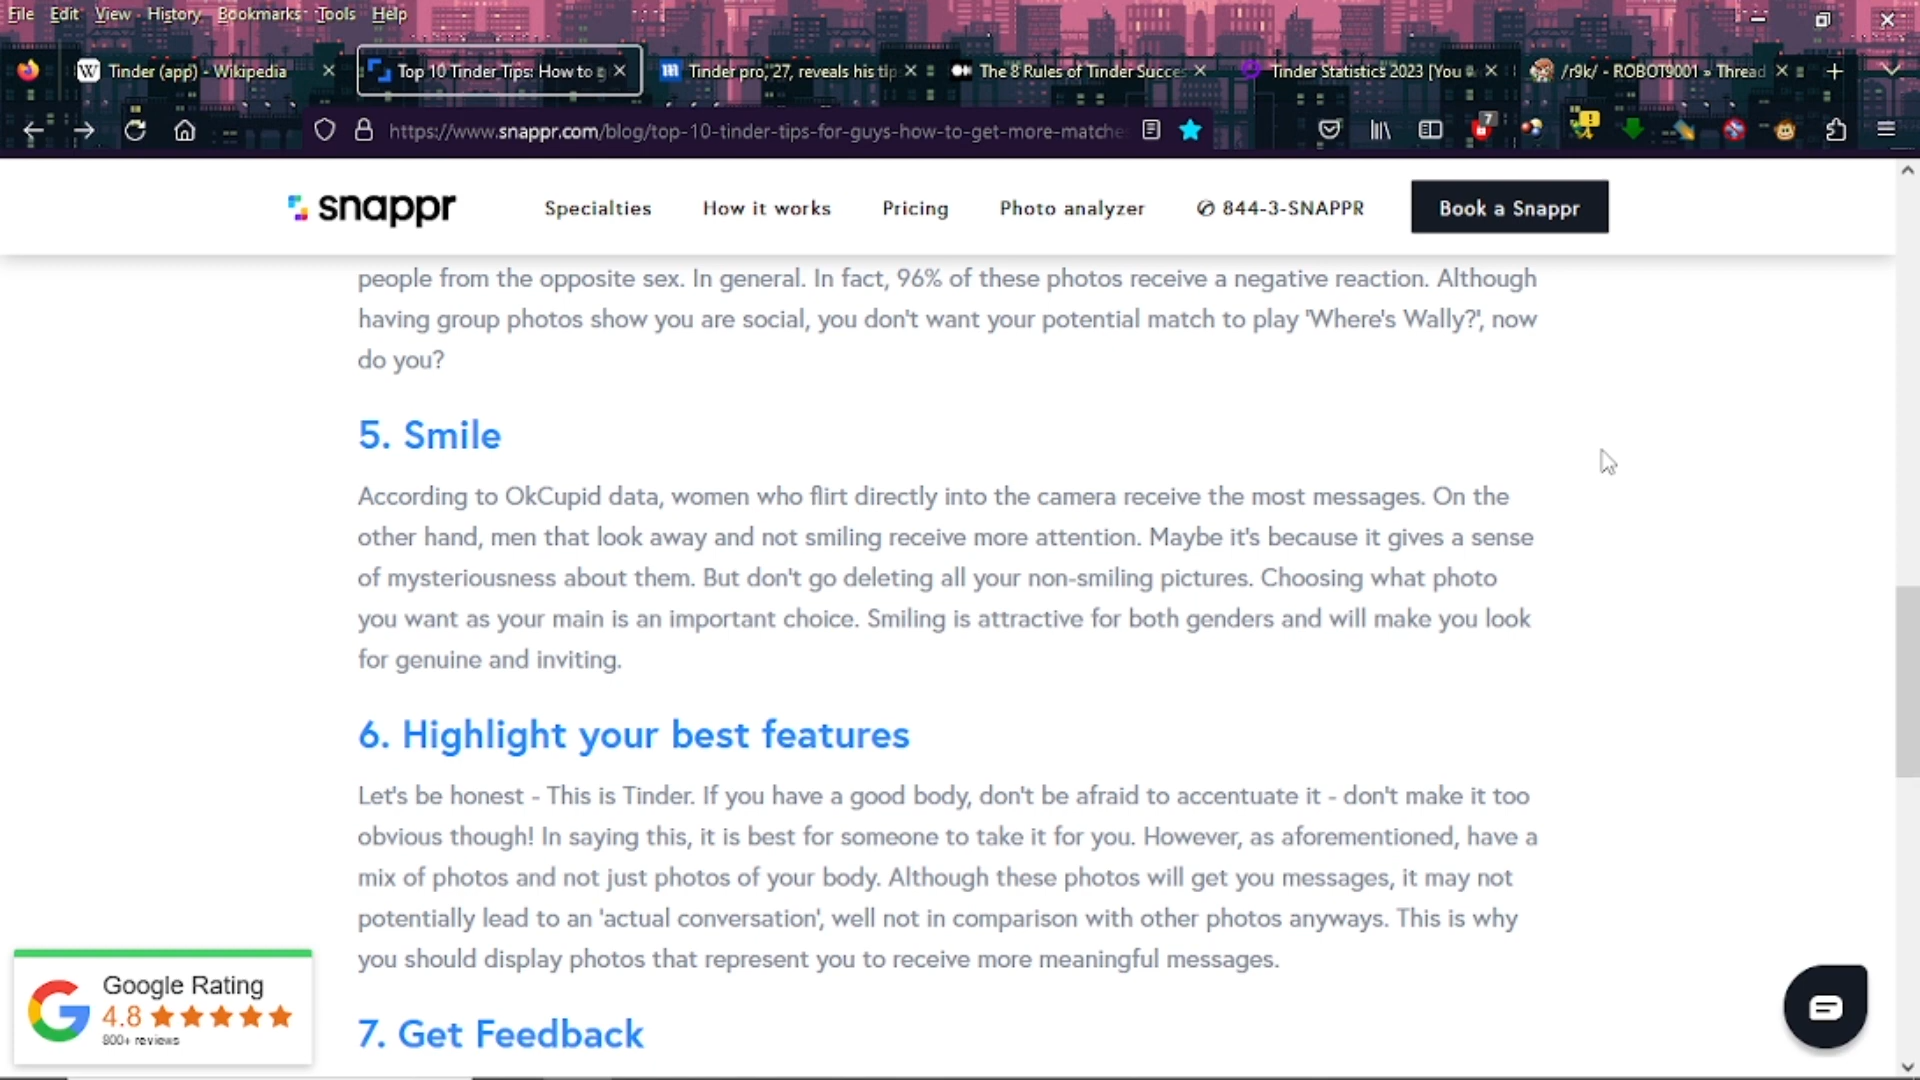 File Edit View History Bookmarks Tools Help
Tinder (app) - Wikipedia
Top 10 Tinder Tips: How to g
Tinder pro, 27, reveals his tip
The 8 Rules of Tinder Succes
Tinder Statistics 2023 [You
/r9k/ - ROBOT9001 » Thread
https://www.snappr.com/blog/top-10-tinder-tips-for-guys-how-to-get-more-matche
7
snappr
Specialties
How it works
Pricing
Photo analyzer
844-3-SNAPPR
Book a Snappr
people from the opposite sex. In general. In fact, 96% of these photos receive a negative reaction. Although
having group photos show you are social, you don't want your potential match to play 'Where's Wally?', now
do you?
5. Smile
According to OkCupid data, women who flirt directly into the camera receive the most messages. On the
other hand, men that look away and not smiling receive more attention. Maybe it's because it gives a sense
of mysteriousness about them. But don't go deleting all your non-smiling pictures. Choosing what photo
you want as your main is an important choice. Smiling is attractive for both genders and will make you look
for genuine and inviting.
6. Highlight your best features
Let's be honest - This is Tinder. If you have a good body, don't be afraid to accentuate it - don't make it too
obvious though! In saying this, it is best for someone to take it for you. However, as aforementioned, have a
mix of photos and not just photos of your body. Although these photos will get you messages, it may not
potentially lead to an 'actual conversation', well not in comparison with other photos anyways. This is why
you should display photos that represent you to receive more meaningful messages.
7. Get Feedback
Google Rating
4.8
800+ reviews